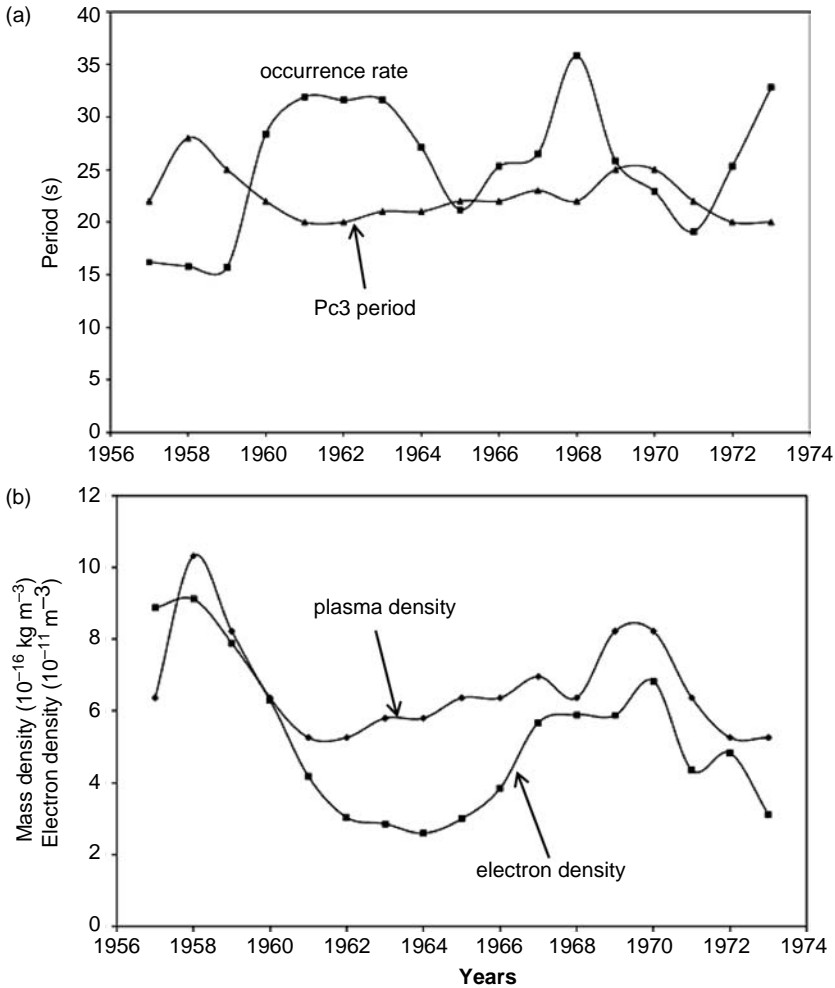 (a)
40
35
30
25
20
15
10
5
0
Period (s)
occurrence rate
Pc3 period
1956 1958 1960 1962 1964 1966 1968 1970 1972 1974
(b)
12
10
8
6
4
2
0
Mass density (10⁻¹⁶ kg m⁻³)
Electron density (10⁻¹¹ m⁻³)
plasma density
electron density
1956 1958 1960 1962 1964 1966 1968 1970 1972 1974
Years